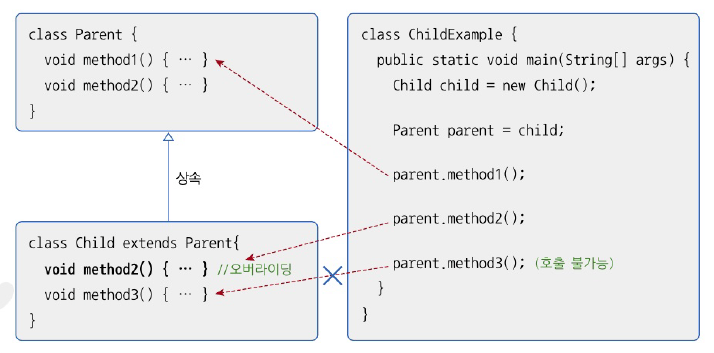 class Parent {
void method1() { … }
void method2() { … }
}
상속
class Child extends Parent{
void method2() { … } //오버라이딩
void method3() { … }
}
class ChildExample {
public static void main(String[] args) {
Child child = new Child();
Parent parent = child;
parent.method1();
parent.method2();
parent.method3(); (호출 불가능)
}
}